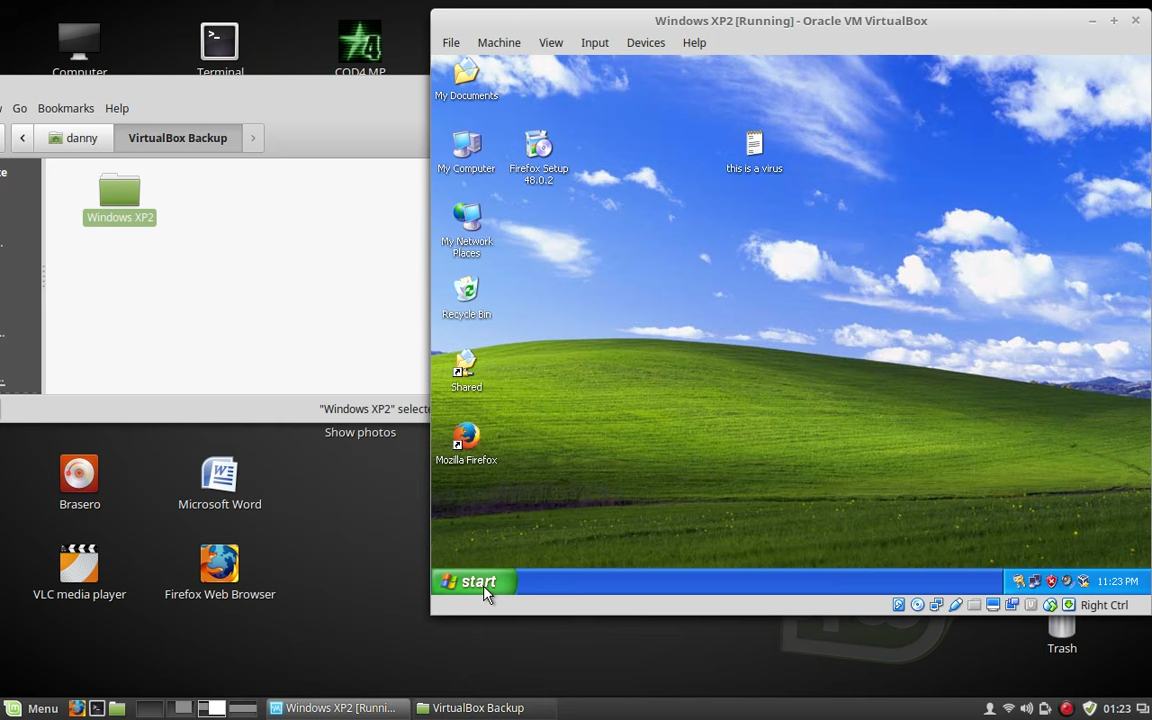 Computer
Terminal
COD4 MP
Go Bookmarks Help
danny
VirtualBox Backup
Windows XP2
"Windows XP2" selecte
Show photos
Brasero
Microsoft Word
VLC media player
Firefox Web Browser
Windows XP2 [Running] - Oracle VM VirtualBox
File Machine View Input Devices Help
My Documents
My Computer
Firefox Setup
48.0.2
this is a virus
My Network
Places
Recycle Bin
Shared
Mozilla Firefox
start
11:23 PM
Right Ctrl
Trash
Menu
Windows XP2 [Runni...
VirtualBox Backup
01:23